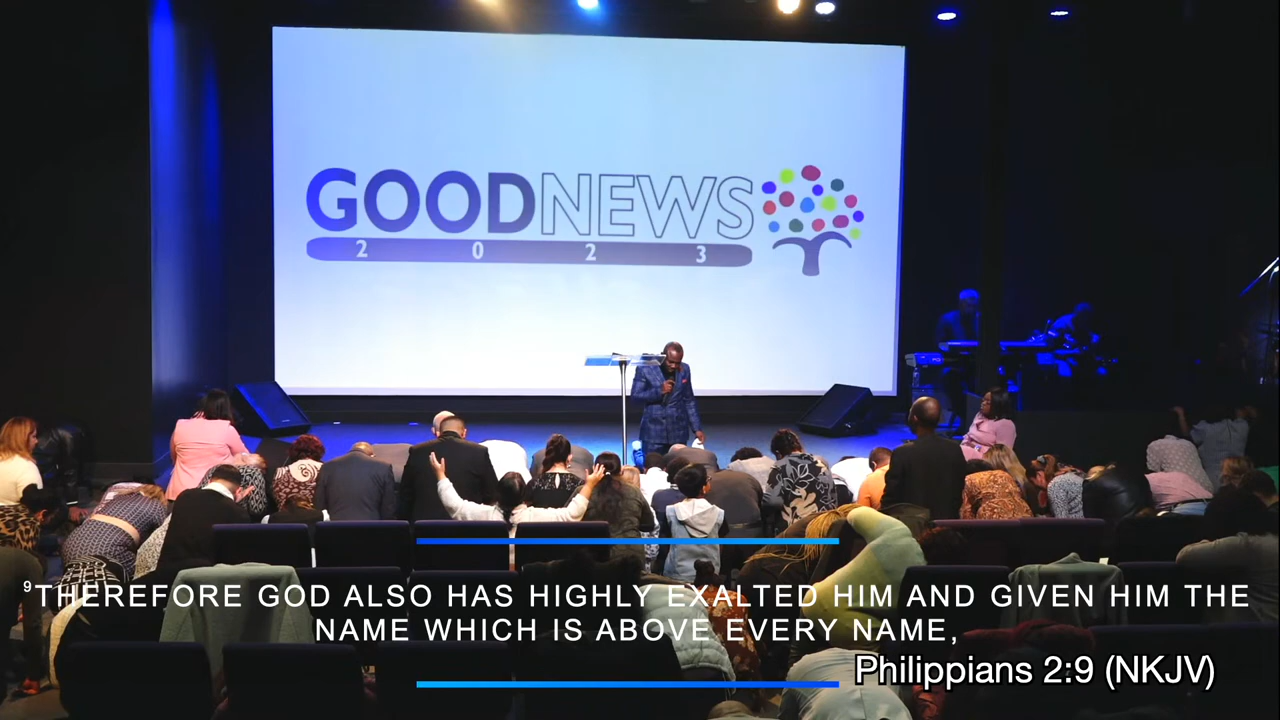 GOODNEWS
2 0 2 3
⁹THEREFORE GOD ALSO HAS HIGHLY EXALTED HIM AND GIVEN HIM THE
NAME WHICH IS ABOVE EVERY NAME,
Philippians 2:9 (NKJV)